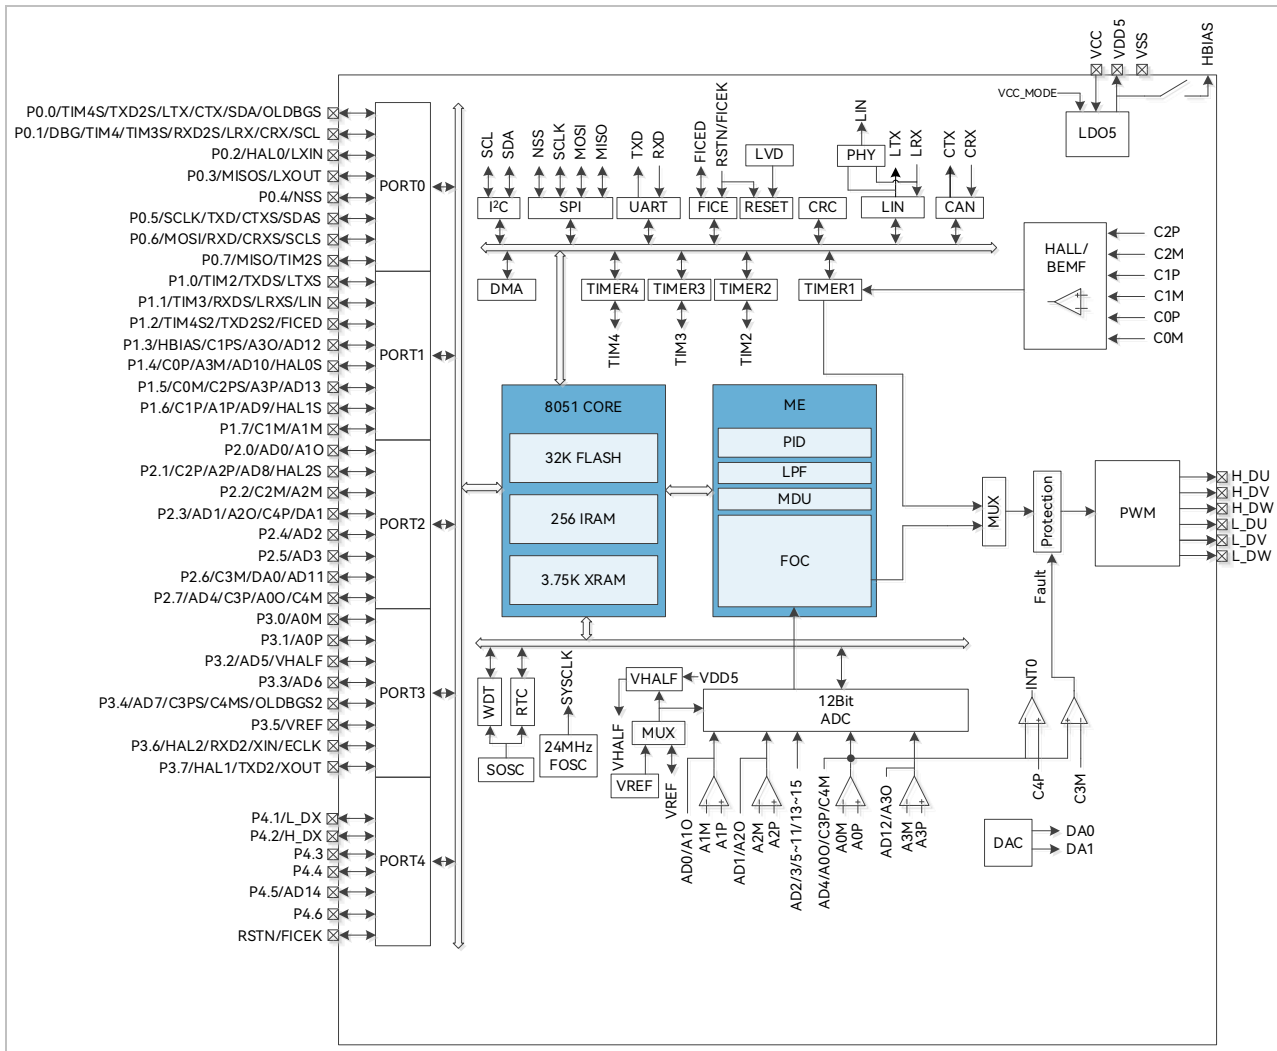 VCC
VDD5
VSS
HBIAS
VCC_MODE
LDO5
P0.0/TIM4S/TXD2S/LTX/CTX/SDA/OLDBGS
P0.1/DBG/TIM4/TIM3S/RXD2S/LRX/CRX/SCL
P0.2/HAL0/LXIN
P0.3/MISOS/LXOUT
P0.4/NSS
P0.5/SCLK/TXD/CTXS/SDAS
P0.6/MOSI/RXD/CRXS/SCLS
P0.7/MISO/TIM2S
P1.0/TIM2/TXDS/LTXS
P1.1/TIM3/RXDS/LRXS/LIN
P1.2/TIM4S2/TXD2S2/FICED
P1.3/HBIAS/C1PS/A3O/AD12
P1.4/C0P/A3M/AD10/HAL0S
P1.5/C0M/C2PS/A3P/AD13
P1.6/C1P/A1P/AD9/HAL1S
P1.7/C1M/A1M
P2.0/AD0/A1O
P2.1/C2P/A2P/AD8/HAL2S
P2.2/C2M/A2M
P2.3/AD1/A2O/C4P/DA1
P2.4/AD2
P2.5/AD3
P2.6/C3M/DA0/AD11
P2.7/AD4/C3P/A0O/C4M
P3.0/A0M
P3.1/A0P
P3.2/AD5/VHALF
P3.3/AD6
P3.4/AD7/C3PS/C4MS/OLDBGS2
P3.5/VREF
P3.6/HAL2/RXD2/XIN/ECLK
P3.7/HAL1/TXD2/XOUT
P4.1/L_DX
P4.2/H_DX
P4.3
P4.4
P4.5/AD14
P4.6
RSTN/FICEK
PORT0
PORT1
PORT2
PORT3
PORT4
SCL
SDA
NSS
SCLK
MOSI
MISO
TXD
RXD
FICED
RSTN/FICEK
LVD
LIN
PHY
LTX
LRX
CTX
CRX
I²C
SPI
UART
FICE
RESET
CRC
LIN
CAN
DMA
TIMER4
TIMER3
TIMER2
TIMER1
TIM4
TIM3
TIM2
HALL/
BEMF
C2P
C2M
C1P
C1M
C0P
C0M
8051 CORE
32K FLASH
256 IRAM
3.75K XRAM
ME
PID
LPF
MDU
FOC
MUX
Protection
Fault
PWM
H_DU
H_DV
H_DW
L_DU
L_DV
L_DW
WDT
RTC
SOSC
SYSCLK
24MHz
FOSC
VHALF
VDD5
VHALF
MUX
VREF
VREF
12Bit
ADC
AD0/A1O
A1M
A1P
AD1/A2O
A2M
A2P
AD2/3/5~11/13~15
AD4/A0O/C3P/C4M
A0M
A0P
AD12/A3O
A3M
A3P
INT0
C4P
C3M
DAC
DA0
DA1